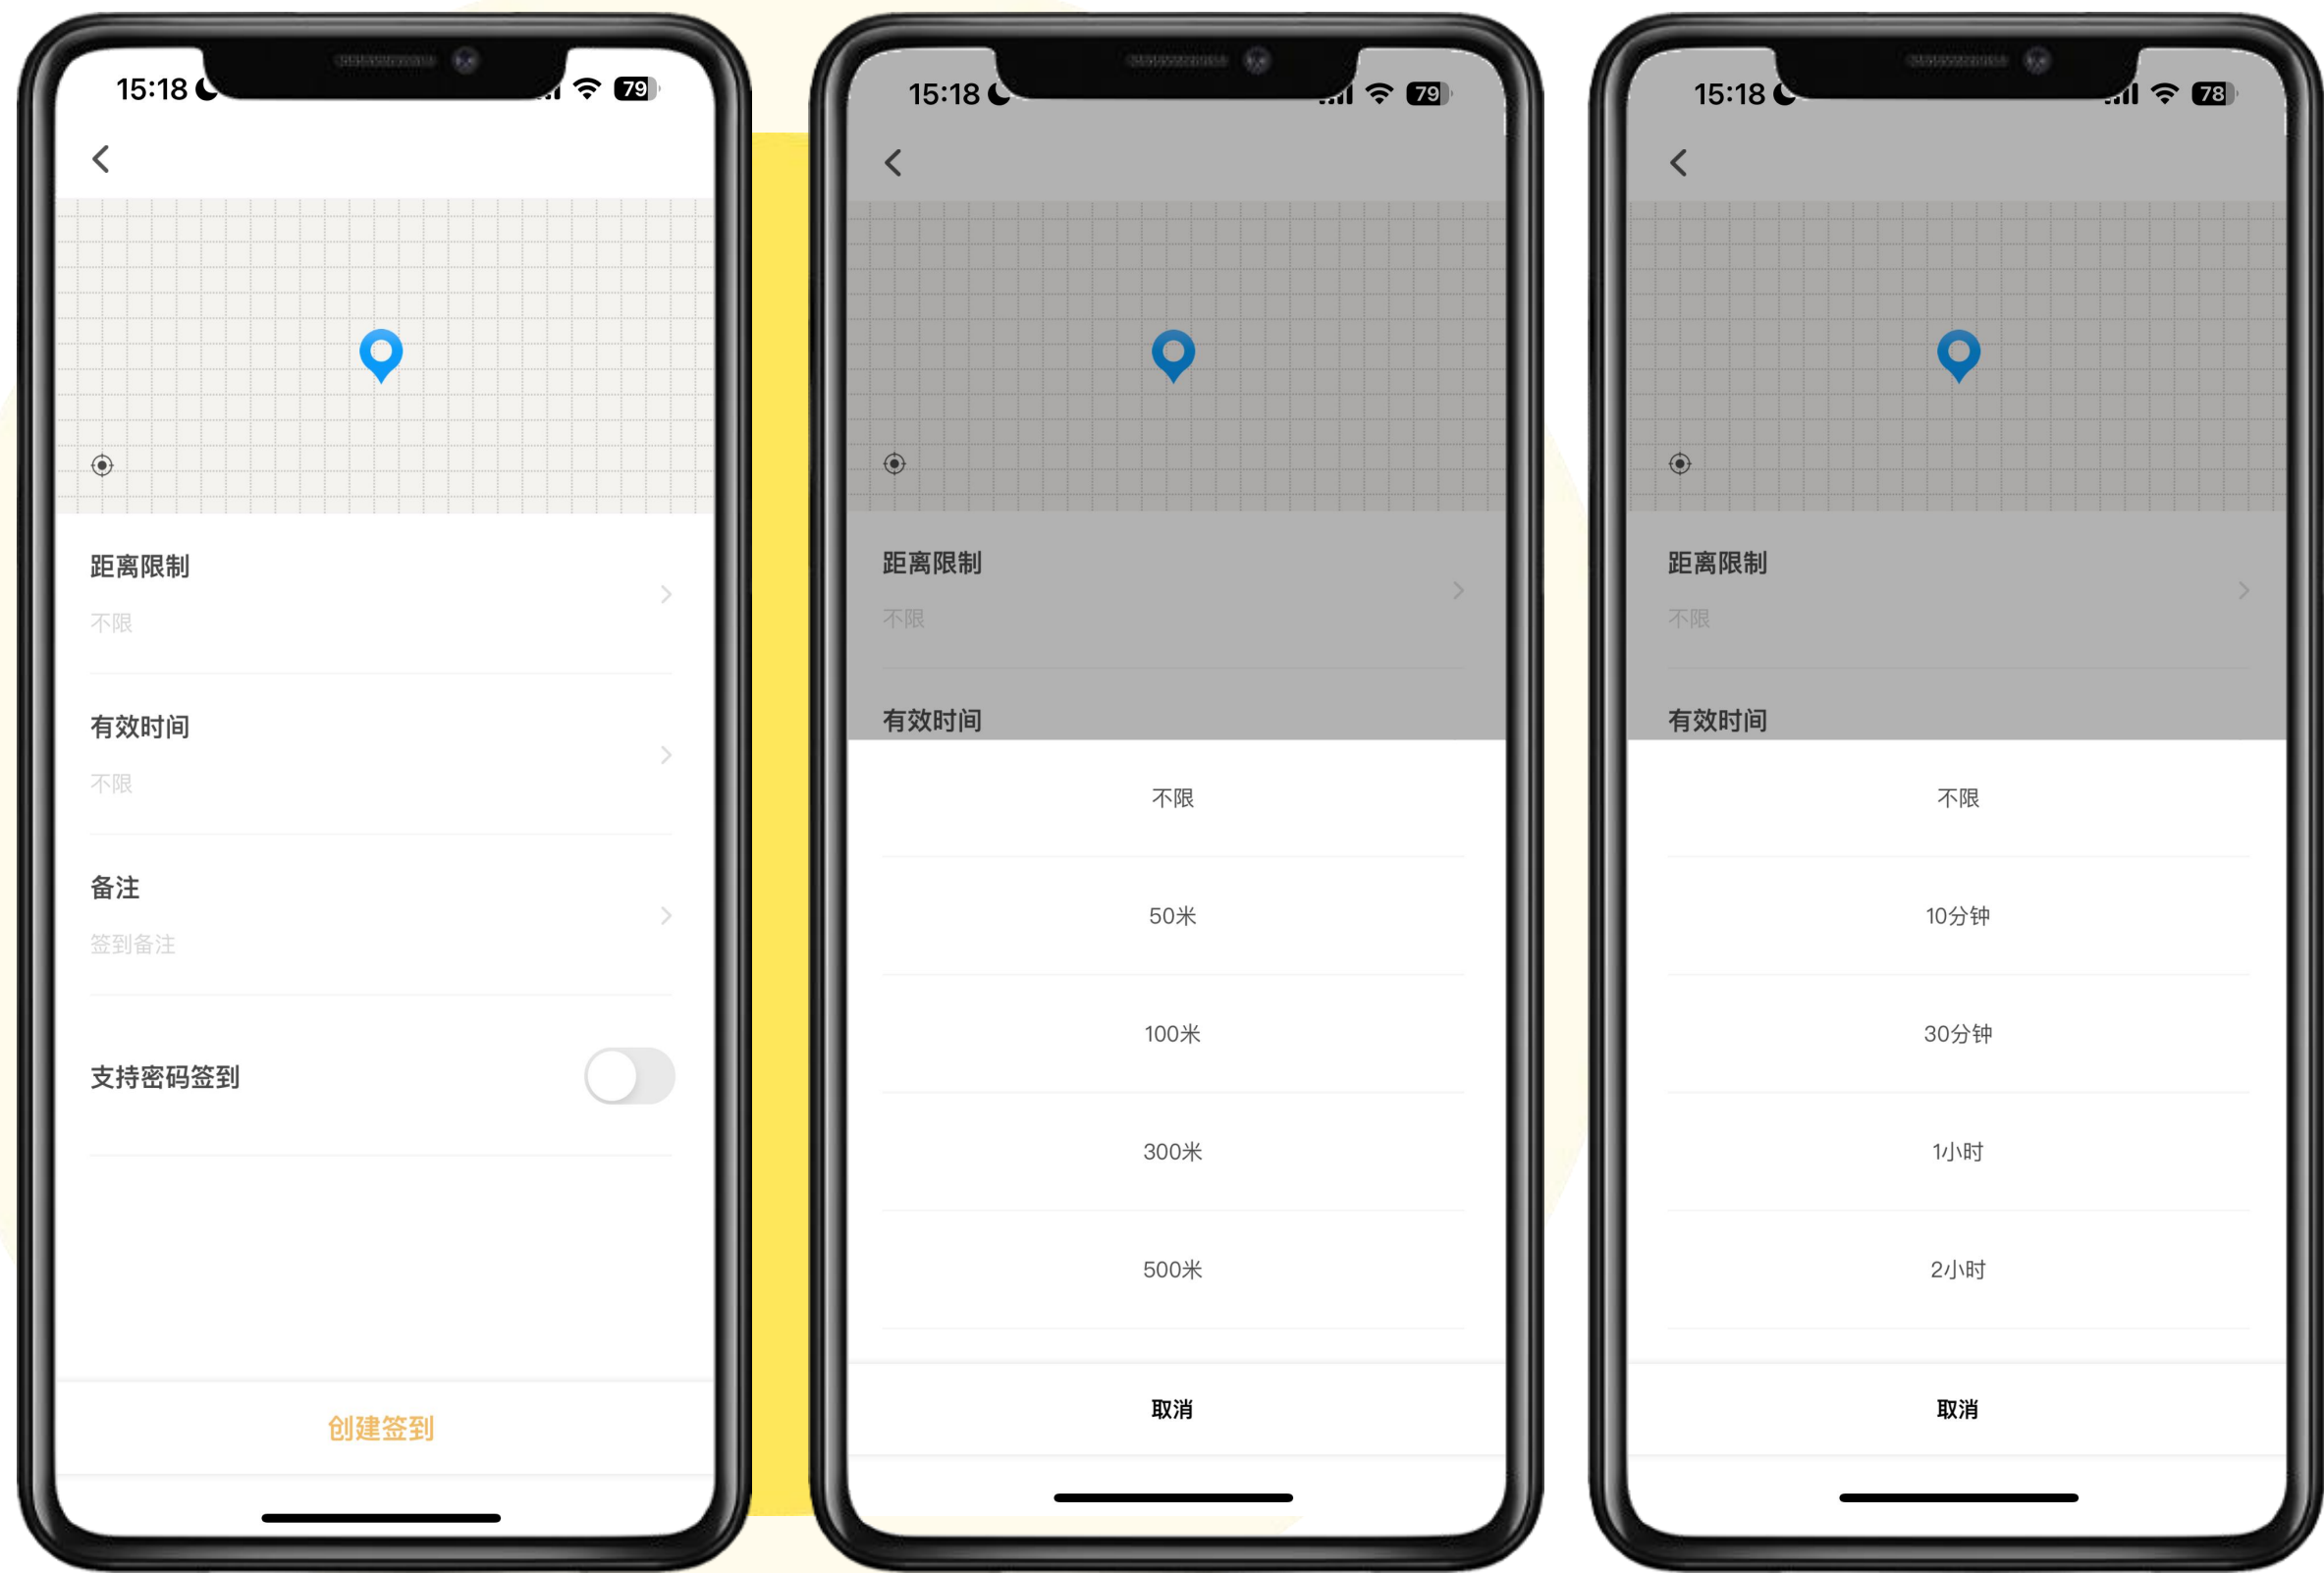 15:18
79
距离限制
不限
有效时间
不限
备注
签到备注
支持密码签到
创建签到
15:18
79
距离限制
不限
有效时间
不限
50米
100米
300米
500米
取消
15:18
78
距离限制
不限
有效时间
不限
10分钟
30分钟
1小时
2小时
取消